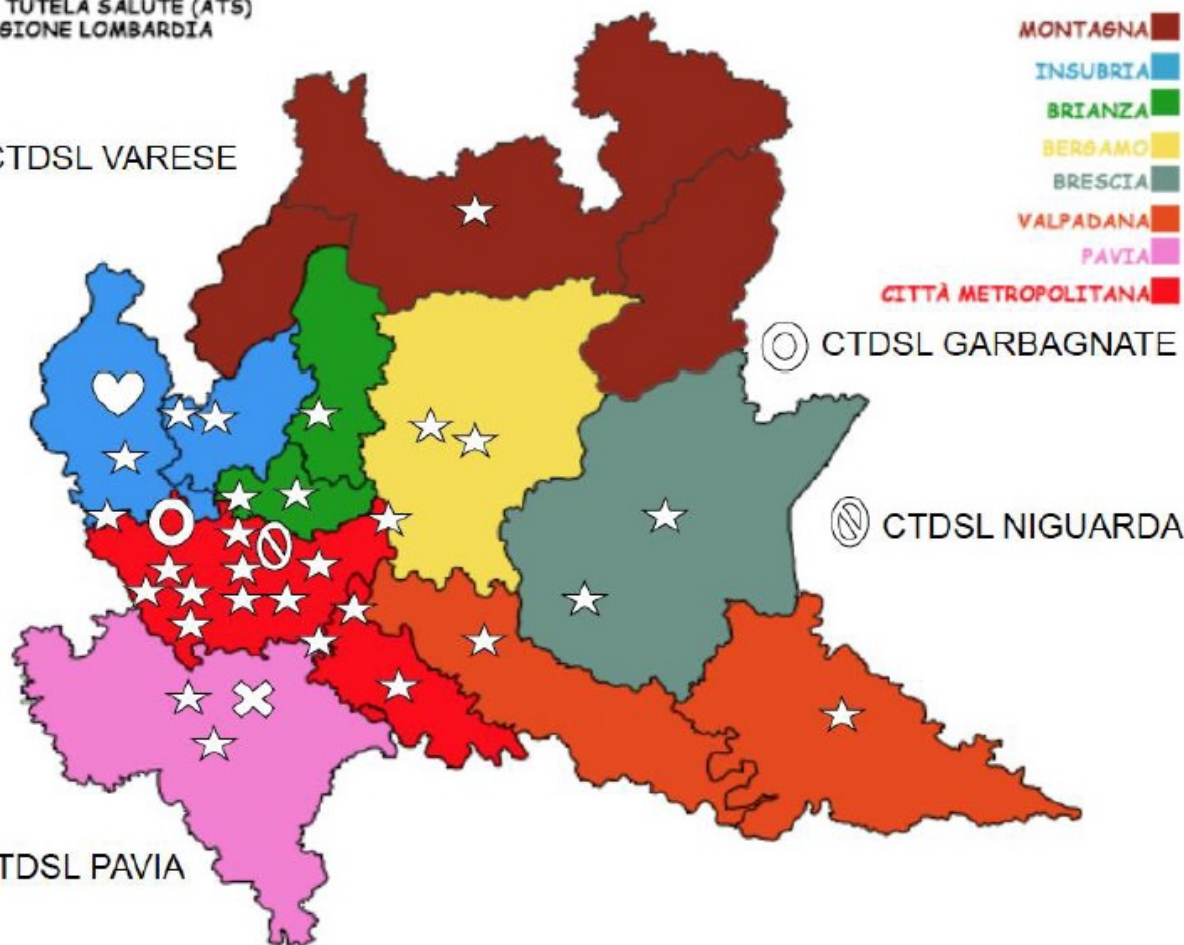 TUTELA SALUTE (ATS)
GIONE LOMBARDIA
CTDSL VARESE
MONTAGNA
INSUBRIA
BRIANZA
BERGAMO
BRESCIA
VALPADANA
PAVIA
CITTÀ METROPOLITANA
CTDSL GARBAGNATE
CTDSL NIGUARDA
TDSL PAVIA